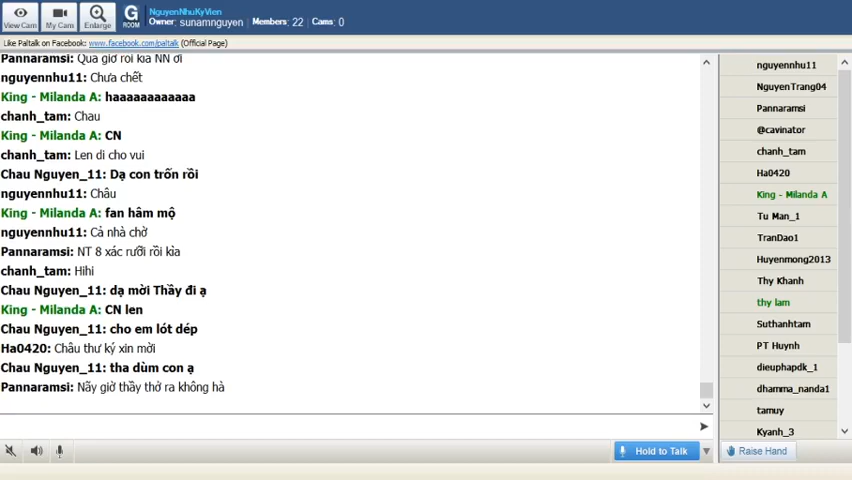 View Cam
My Cam
Enlarge
G
ROOM
NguyenNhuKyVien
Owner: sunamnguyen Members: 22 Cams: 0
Like Paltalk on Facebook: www.facebook.com/paltalk (Official Page)
Pannaramsi: Quá giờ rồi kìa NN ơi
nguyennhu11: Chưa chết
King - Milanda A: haaaaaaaaaaaa
chanh_tam: Chau
King - Milanda A: CN
chanh_tam: Len di cho vui
Chau Nguyen_11: Dạ con trốn rồi
nguyennhu11: Châu
King - Milanda A: fan hâm mộ
nguyennhu11: Cả nhà chờ
Pannaramsi: NT 8 xác rưỡi rồi kìa
chanh_tam: Hihi
Chau Nguyen_11: dạ mời Thầy đi ạ
King - Milanda A: CN len
Chau Nguyen_11: cho em lót dép
Ha0420: Châu thư ký xin mời
Chau Nguyen_11: tha dùm con ạ
Pannaramsi: Nãy giờ thầy thở ra không hà
nguyennhu11
NguyenTrang04
Pannaramsi
@cavinator
chanh_tam
Ha0420
King - Milanda A
Tu Man_1
TranDao1
Huyenmong2013
Thy Khanh
thy lam
Suthanhtam
PT Huynh
dieuphapdk_1
dhamma_nanda1
tamuy
Kyanh_3
Hold to Talk
Raise Hand